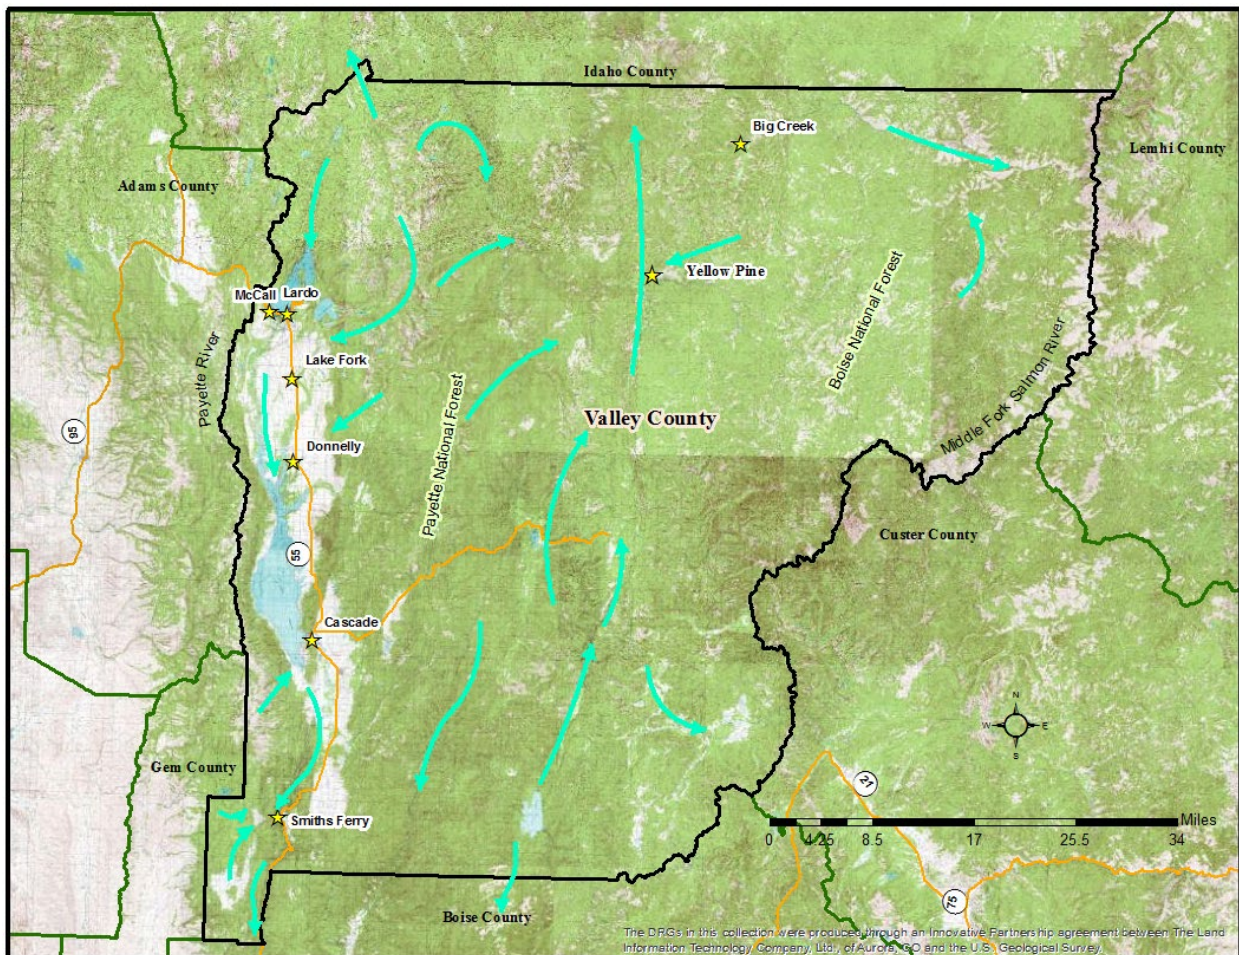 Idaho County
Big Creek
Lemhi County
Adams County
Yellow Pine
McCall
Lardo
Payette River
Lake Fork
Boise National Forest
Middle Fork Salmon River
Payette National Forest
Valley County
95
Donnelly
Custer County
55
Cascade
N
W
E
S
Gem County
21
Smiths Ferry
Miles
0 4.25 8.5 17 25.5 34
75
Boise County
The DRGs in this collection were produced through an Innovative Partnership agreement between The Land
Information Technology Company, Ltd., of Aurora, CO and the U.S. Geological Survey.